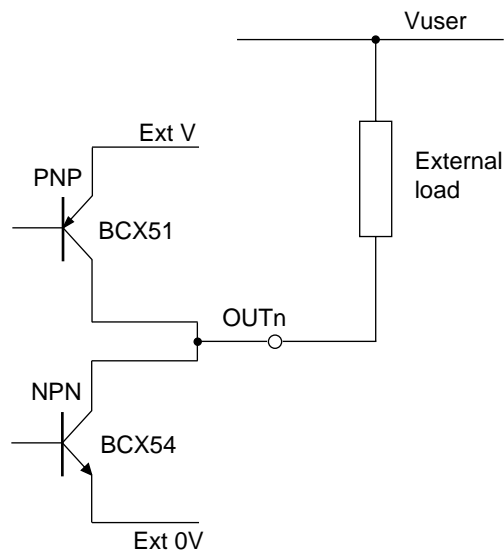 Vuser
Ext V
PNP
External
load
BCX51
OUTn
NPN
BCX54
Ext 0V